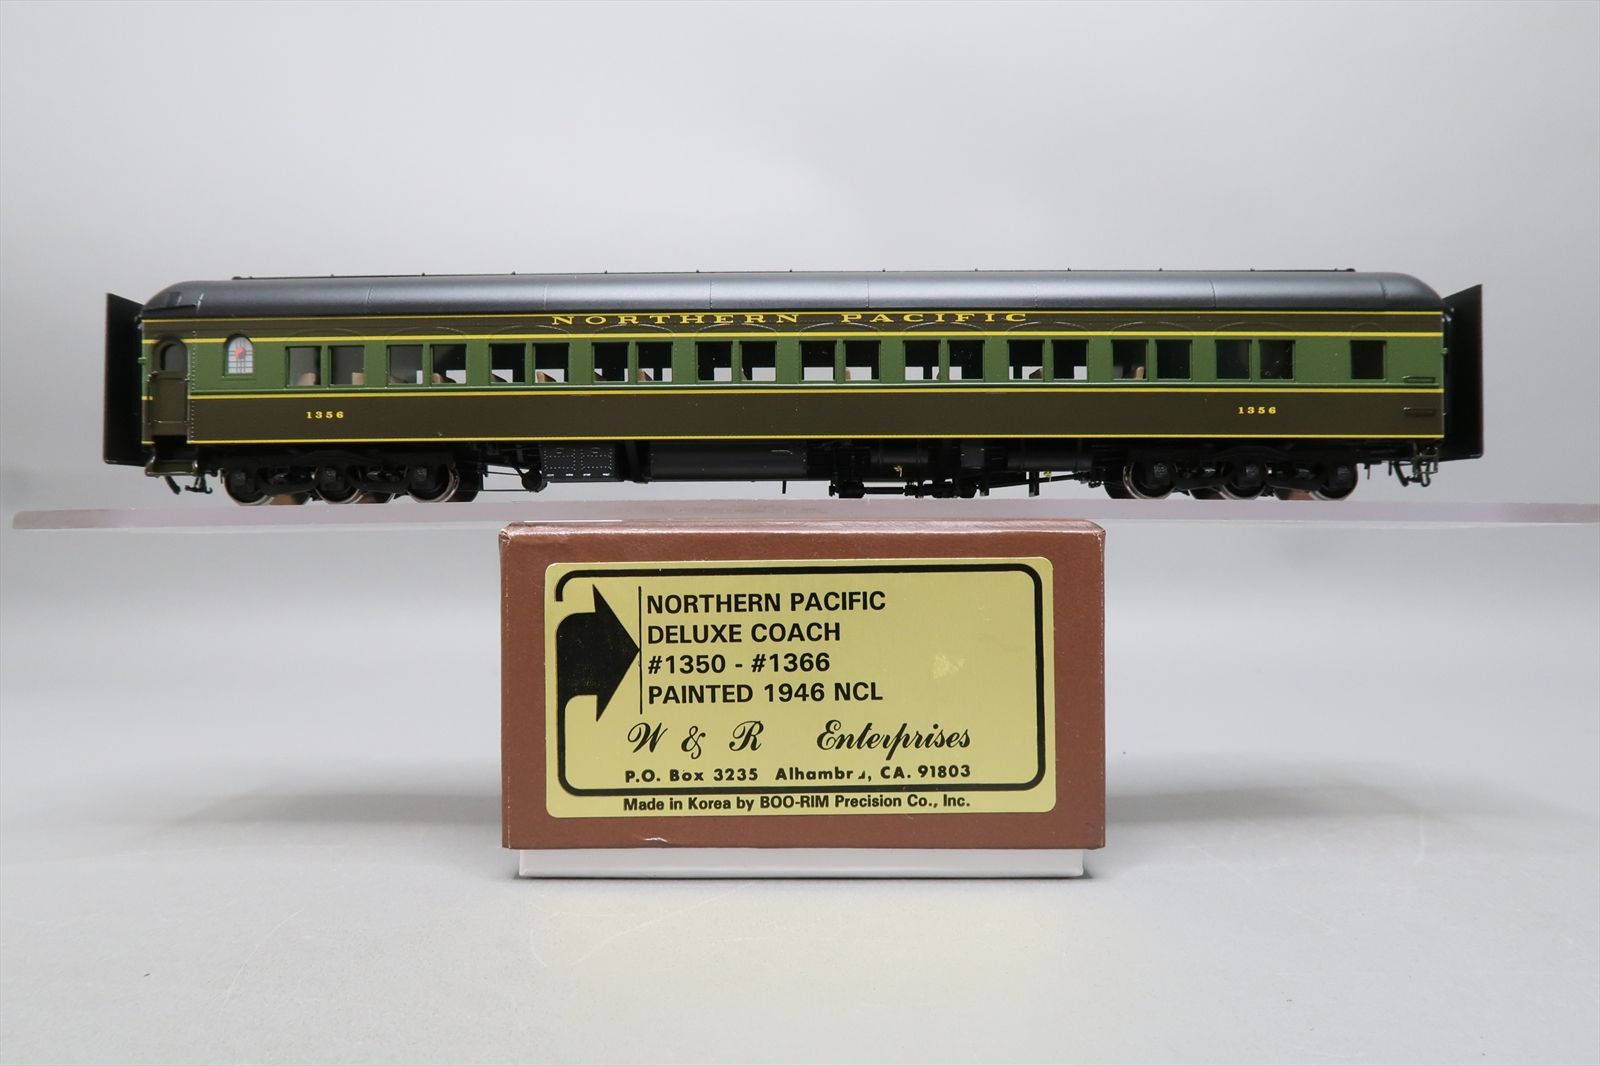 NORTHERN PACIFIC
1356
1356
NORTHERN PACIFIC
DELUXE COACH
#1350 - #1366
PAINTED 1946 NCL
W & R Enterprises
P.O. Box 3235 Alhambra, CA. 91803
Made in Korea by BOO-RIM Precision Co., Inc.